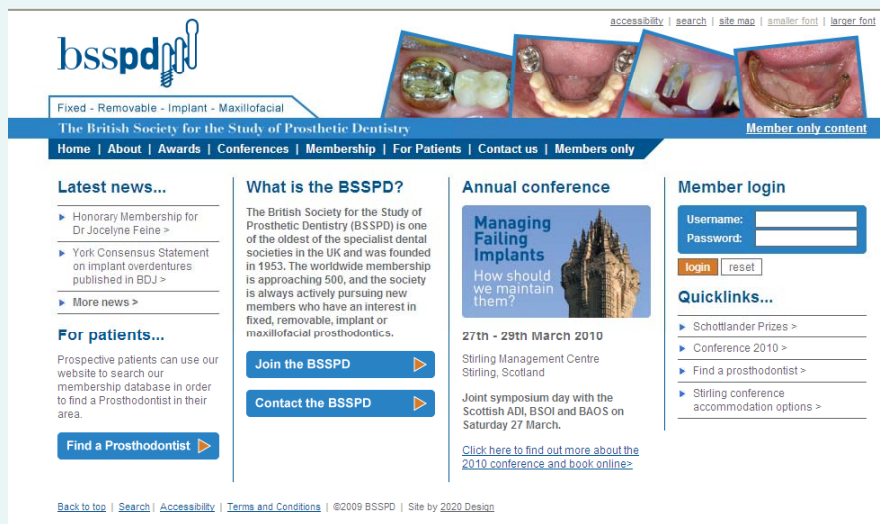 accessibility | search | site map | smaller font | larger font
bsspd
Fixed - Removable - Implant - Maxillofacial
The British Society for the Study of Prosthetic Dentistry
Member only content
Home | About | Awards | Conferences | Membership | For Patients | Contact us | Members only
Latest news...
Honorary Membership for
Dr Jocelyne Feine >
York Consensus Statement
on implant overdentures
published in BDJ >
More news >
For patients...
Prospective patients can use our
website to search our
membership database in order
to find a Prosthodontist in their
area.
Find a Prosthodontist
What is the BSSPD?
The British Society for the Study of
Prosthetic Dentistry (BSSPD) is one
of the oldest of the specialist dental
societies in the UK and was founded
in 1953. The worldwide membership
is approaching 500, and the society
is always actively pursuing new
members who have an interest in
fixed, removable, implant or
maxillofacial prosthodontics.
Join the BSSPD
Contact the BSSPD
Annual conference
Managing
Failing
Implants
How should
we maintain
them?
27th - 29th March 2010
Stirling Management Centre
Stirling, Scotland
Joint symposium day with the
Scottish ADI, BSOI and BAOS on
Saturday 27 March.
Click here to find out more about the
2010 conference and book online>
Member login
Username:
Password:
login reset
Quicklinks...
Schottlander Prizes >
Conference 2010 >
Find a prosthodontist >
Stirling conference
accommodation options >
Back to top | Search | Accessibility | Terms and Conditions | ©2009 BSSPD | Site by 2020 Design